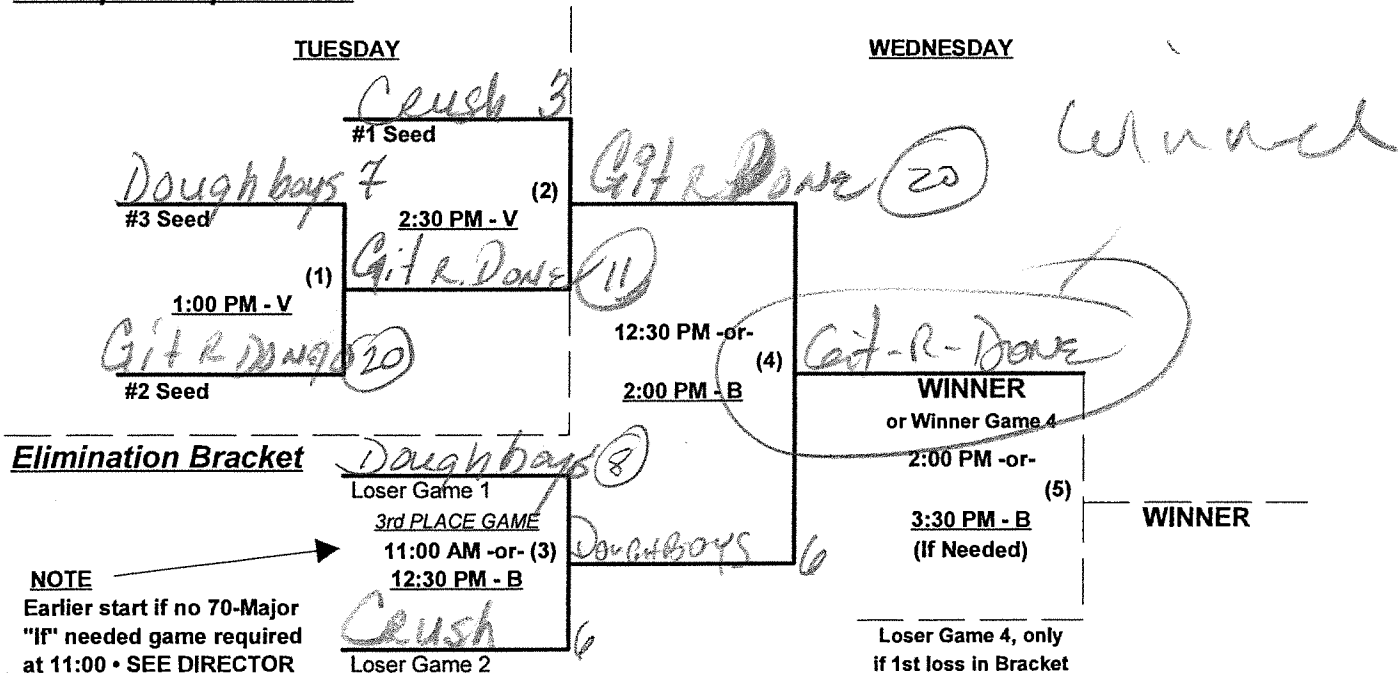 TUESDAY
WEDNESDAY
Crush 3
#1 Seed
Winner
Doughboys 7
#3 Seed
(2)
2:30 PM - V
Git R DONE 20
(1)
1:00 PM - V
Git R. DONE 11
Git R Done 20
#2 Seed
12:30 PM -or-
(4)
2:00 PM - B
Git-R-DONE
WINNER
or Winner Game 4
2:00 PM -or-
(5)
3:30 PM - B
(If Needed)
WINNER
Elimination Bracket
Doughboys 8
Loser Game 1
3rd PLACE GAME
11:00 AM -or- (3)
12:30 PM - B
DOUGHBOYS 6
NOTE
Earlier start if no 70-Major
"If" needed game required
at 11:00 • SEE DIRECTOR
Crush 6
Loser Game 2
Loser Game 4, only
if 1st loss in Bracket